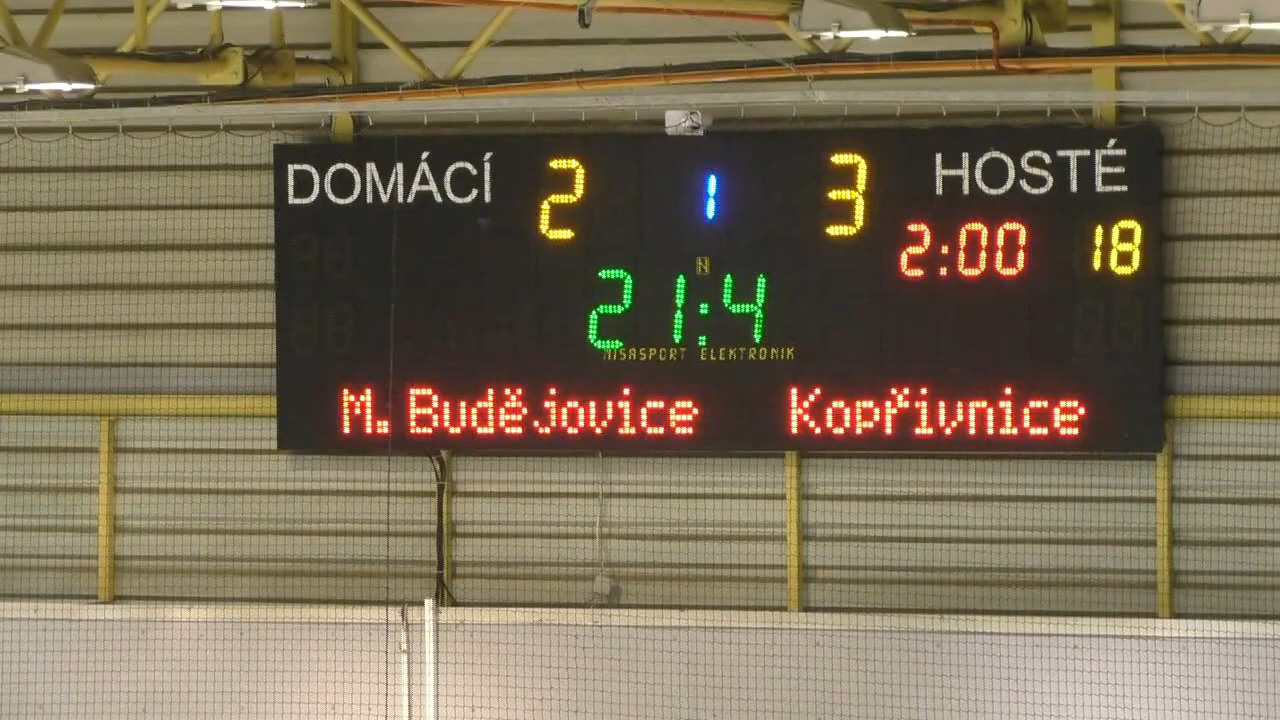 DOMÁCÍ 2 1 3 HOSTÉ
2:00 18
N
21:4
NISASPORT ELEKTRONIK
M. Budějovice Kopřivnice